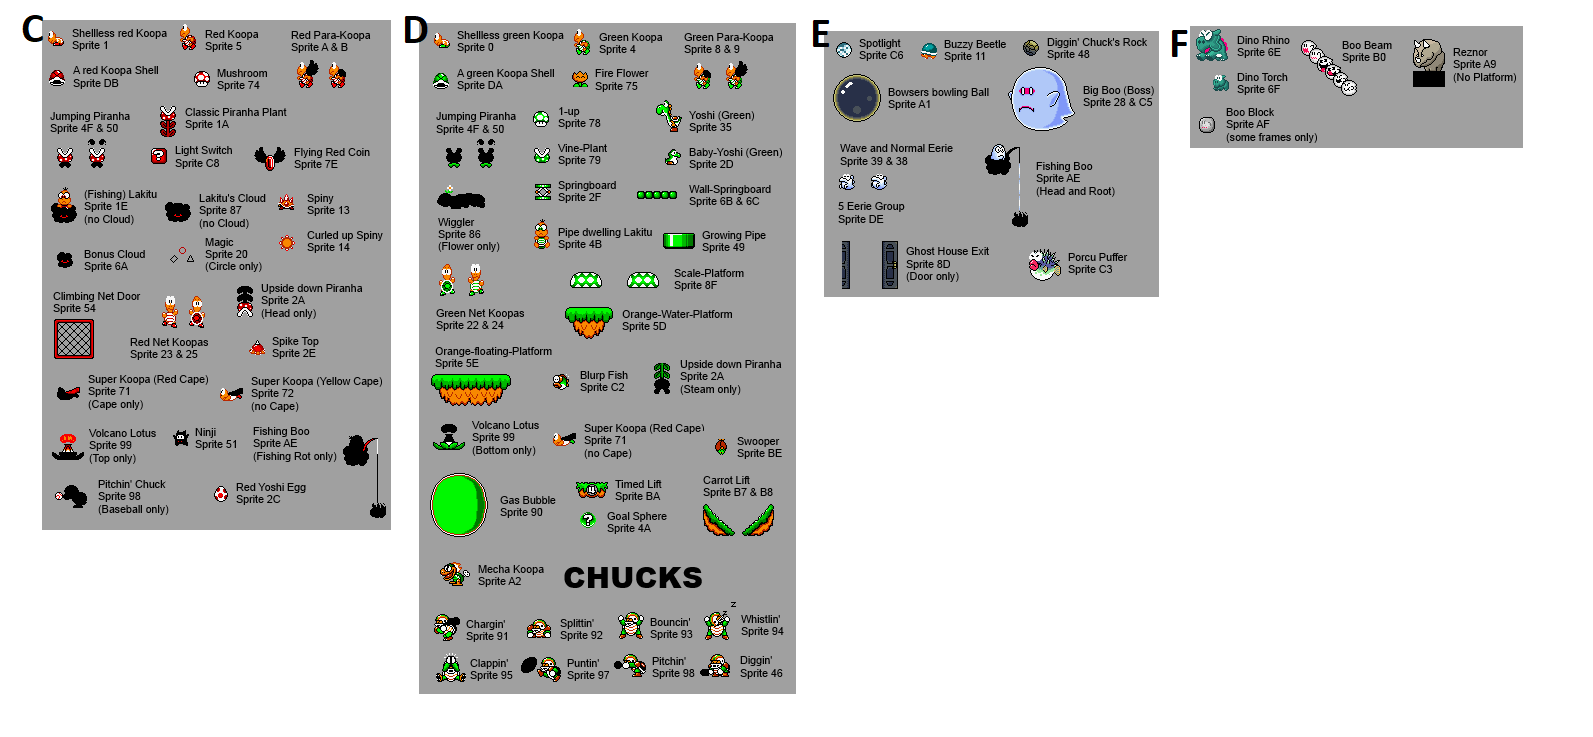 C
Shellless red Koopa
Sprite 1
Red Koopa
Sprite 5
Red Para-Koopa
Sprite A & B
A red Koopa Shell
Sprite DB
Mushroom
Sprite 74
Jumping Piranha
Sprite 4F & 50
Classic Piranha Plant
Sprite 1A
Light Switch
Sprite C8
Flying Red Coin
Sprite 7E
(Fishing) Lakitu
Sprite 1E
(no Cloud)
Lakitu's Cloud
Sprite 87
(no Cloud)
Spiny
Sprite 13
Bonus Cloud
Sprite 6A
Magic
Sprite 20
(Circle only)
Curled up Spiny
Sprite 14
Climbing Net Door
Sprite 54
Upside down Piranha
Sprite 2A
(Head only)
Red Net Koopas
Sprite 23 & 25
Spike Top
Sprite 2E
Super Koopa (Red Cape)
Sprite 71
(Cape only)
Super Koopa (Yellow Cape)
Sprite 72
(no Cape)
Volcano Lotus
Sprite 99
(Top only)
Ninji
Sprite 51
Fishing Boo
Sprite AE
(Fishing Rot only)
Pitchin' Chuck
Sprite 98
(Baseball only)
Red Yoshi Egg
Sprite 2C
D
Shellless green Koopa
Sprite 0
Green Koopa
Sprite 4
Green Para-Koopa
Sprite 8 & 9
A green Koopa Shell
Sprite DA
Fire Flower
Sprite 75
Jumping Piranha
Sprite 4F & 50
1-up
Sprite 78
Yoshi (Green)
Sprite 35
Vine-Plant
Sprite 79
Baby-Yoshi (Green)
Sprite 2D
Springboard
Sprite 2F
Wall-Springboard
Sprite 6B & 6C
Wiggler
Sprite 86
(Flower only)
Pipe dwelling Lakitu
Sprite 4B
Growing Pipe
Sprite 49
Scale-Platform
Sprite 8F
Green Net Koopas
Sprite 22 & 24
Orange-Water-Platform
Sprite 5D
Orange-floating-Platform
Sprite 5E
Blurp Fish
Sprite C2
Upside down Piranha
Sprite 2A
(Steam only)
Volcano Lotus
Sprite 99
(Bottom only)
Super Koopa (Red Cape)
Sprite 71
(no Cape)
Swooper
Sprite BE
Gas Bubble
Sprite 90
Timed Lift
Sprite BA
Carrot Lift
Sprite B7 & B8
Goal Sphere
Sprite 4A
Mecha Koopa
Sprite A2
CHUCKS
Chargin'
Sprite 91
Splittin'
Sprite 92
Bouncin'
Sprite 93
z
z
Whistlin'
Sprite 94
Clappin'
Sprite 95
Puntin'
Sprite 97
Pitchin'
Sprite 98
Diggin'
Sprite 46
E
Spotlight
Sprite C6
Buzzy Beetle
Sprite 11
Diggin' Chuck's Rock
Sprite 48
Bowsers bowling Ball
Sprite A1
Big Boo (Boss)
Sprite 28 & C5
Wave and Normal Eerie
Sprite 39 & 38
Fishing Boo
Sprite AE
(Head and Root)
5 Eerie Group
Sprite DE
Ghost House Exit
Sprite 8D
(Door only)
Porcu Puffer
Sprite C3
F
Dino Rhino
Sprite 6E
Boo Beam
Sprite B0
Reznor
Sprite A9
(No Platform)
Dino Torch
Sprite 6F
Boo Block
Sprite AF
(some frames only)